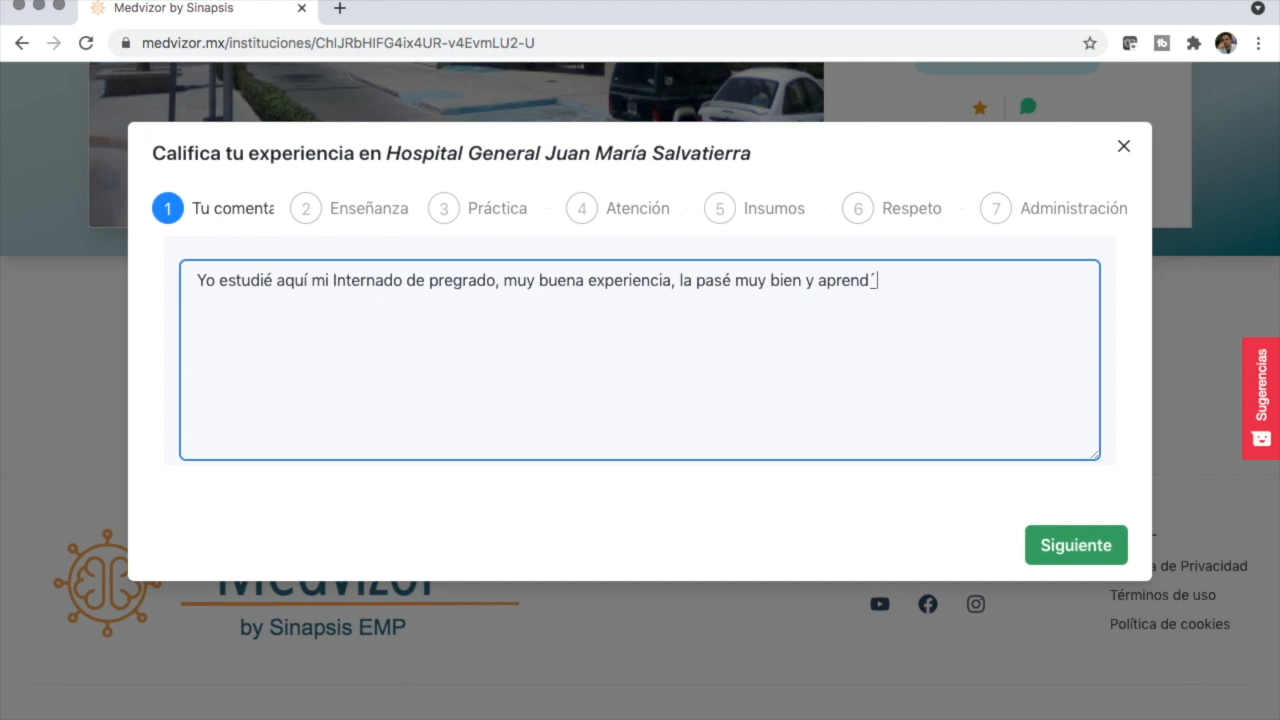 Medvizor by Sinapsis
medvizor.mx/instituciones/ChIJRbHIFG4ix4UR-v4EvmLU2-U
Califica tu experiencia en Hospital General Juan María Salvatierra
1 Tu comenta
2 Enseñanza
3 Práctica
4 Atención
5 Insumos
6 Respeto
7 Administración
Yo estudié aquí mi Internado de pregrado, muy buena experiencia, la pasé muy bien y aprend´
Sugerencias
Siguiente
Medvizor
by Sinapsis EMP
a de Privacidad
Términos de uso
Política de cookies